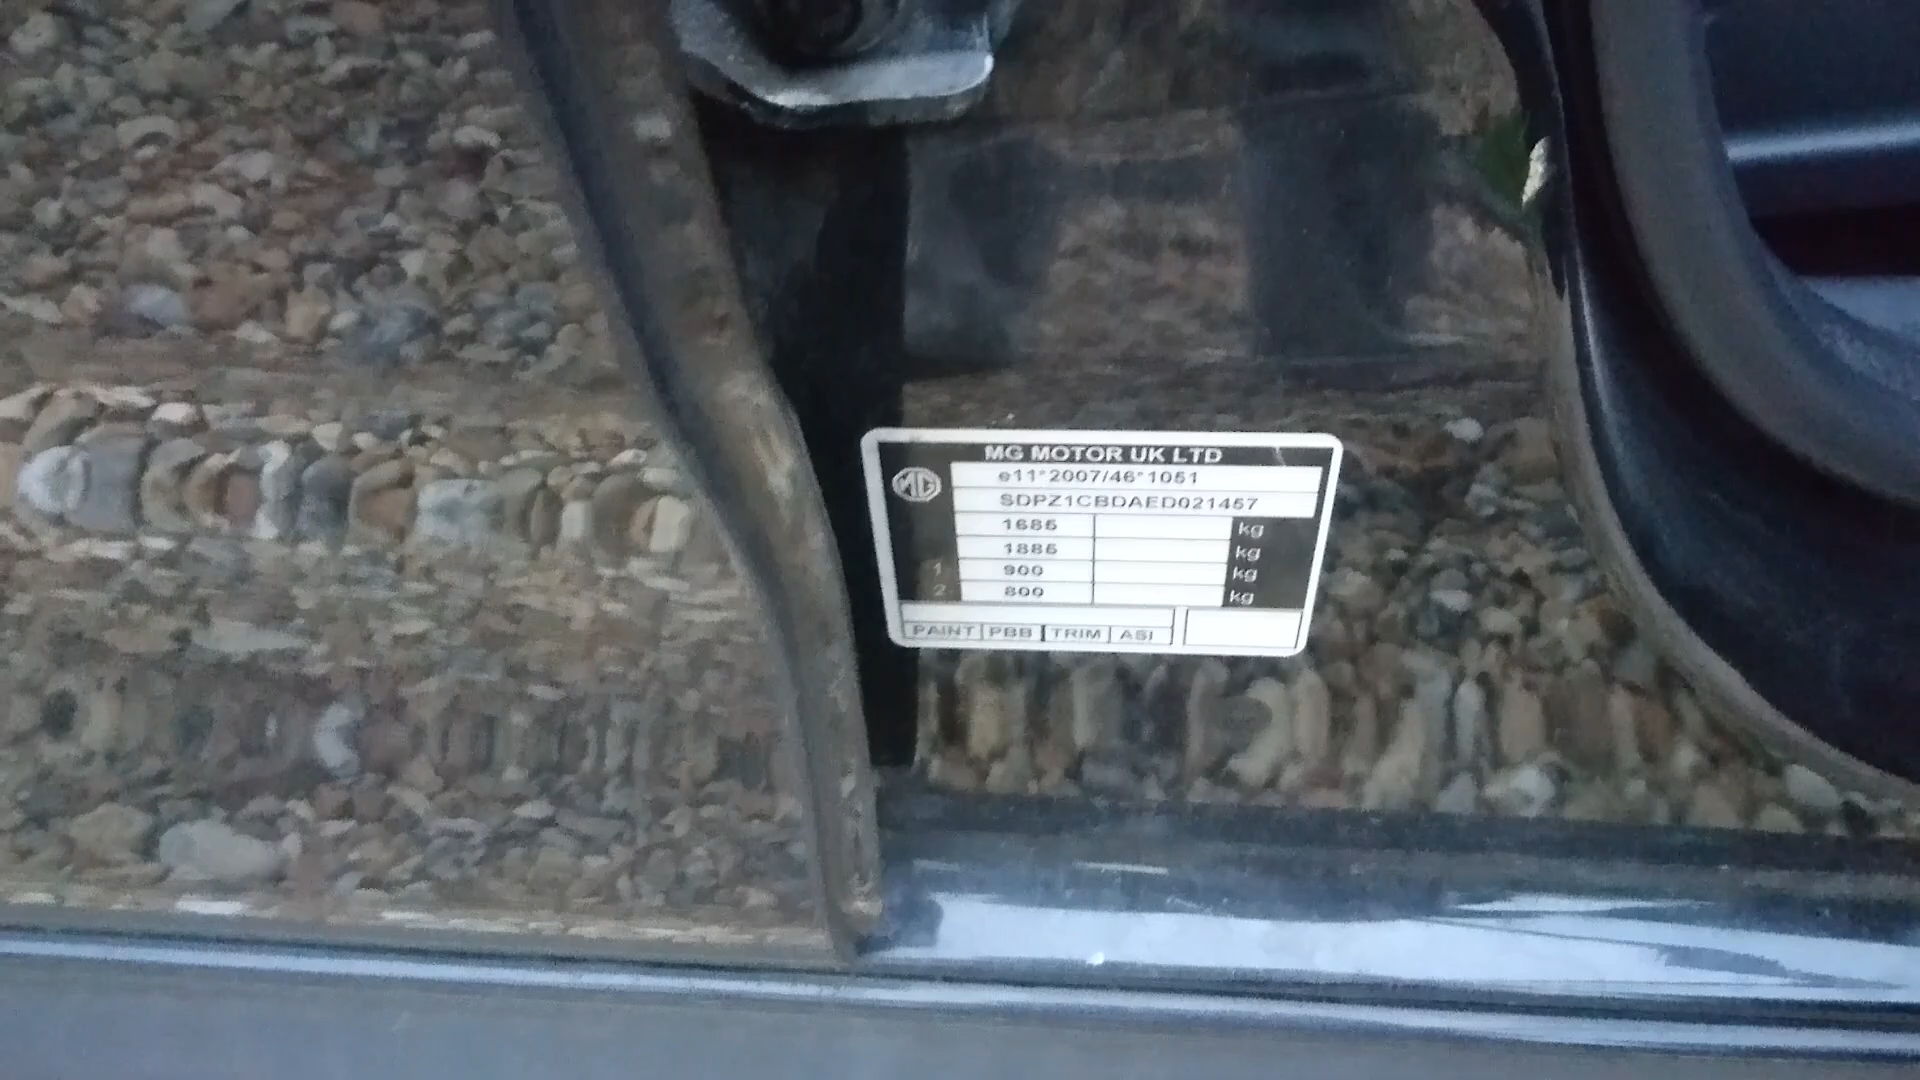 MG MOTOR UK LTD
MG
e11*2007/46*1051
SDPZ1CBDAED021457
1685 kg
1885 kg
1 900 kg
2 800 kg
PAINT PBB TRIM ASI